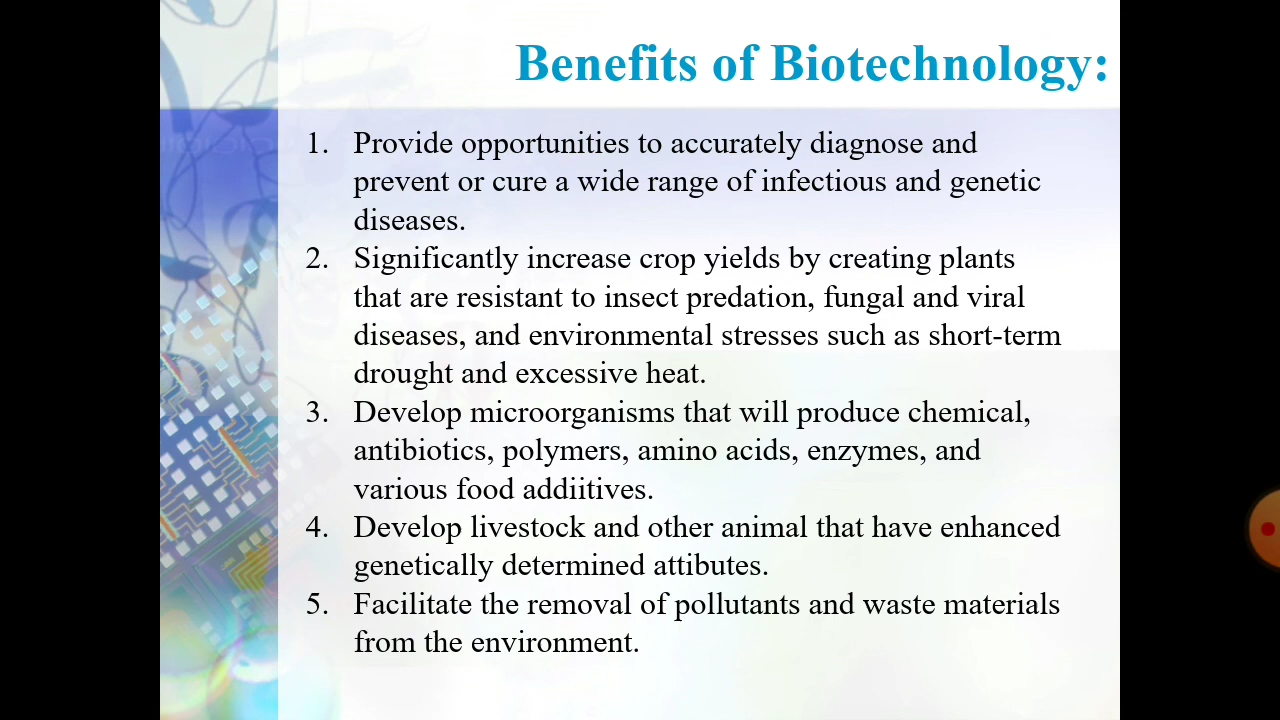 Benefits of Biotechnology:
1. Provide opportunities to accurately diagnose and
prevent or cure a wide range of infectious and genetic
diseases.
2. Significantly increase crop yields by creating plants
that are resistant to insect predation, fungal and viral
diseases, and environmental stresses such as short-term
drought and excessive heat.
3. Develop microorganisms that will produce chemical,
antibiotics, polymers, amino acids, enzymes, and
various food addiitives.
4. Develop livestock and other animal that have enhanced
genetically determined attibutes.
5. Facilitate the removal of pollutants and waste materials
from the environment.